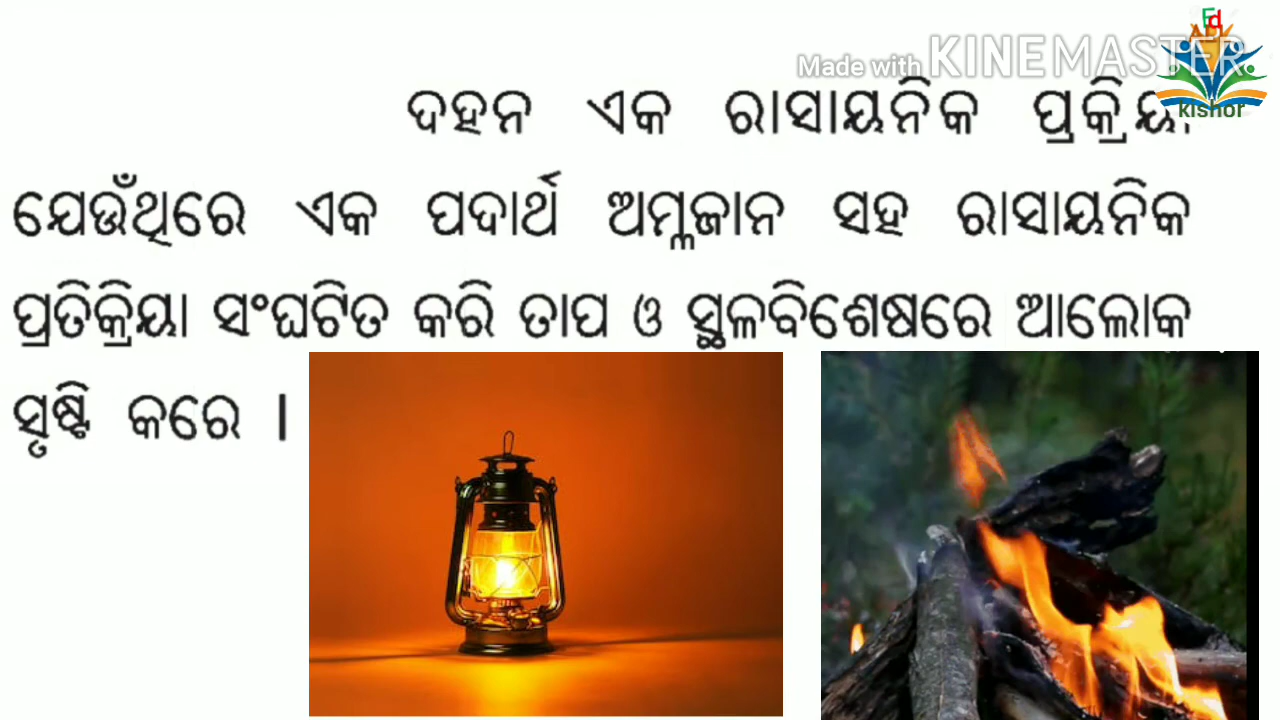 Made with KINEMASTER
Ed
kishor
ଦହନ ଏକ ରାସାୟନିକ ପ୍ରକ୍ରିୟା
ଯେଉଁଥିରେ ଏକ ପଦାର୍ଥ ଅମ୍ଳଜାନ ସହ ରାସାୟନିକ
ପ୍ରତିକ୍ରିୟା ସଂଘଟିତ କରି ତାପ ଓ ସ୍ଥଳବିଶେଷରେ ଆଲୋକ
ସୃଷ୍ଟି କରେ ।